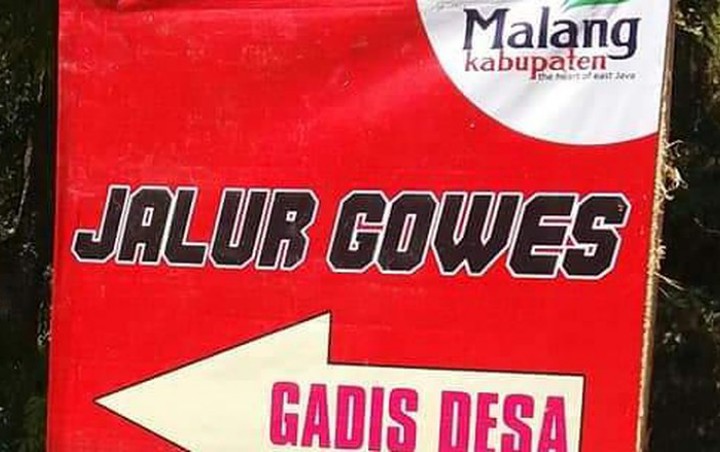 Malang
kabupaten
the heart of east Java
JALUR GOWES
GADIS DESA